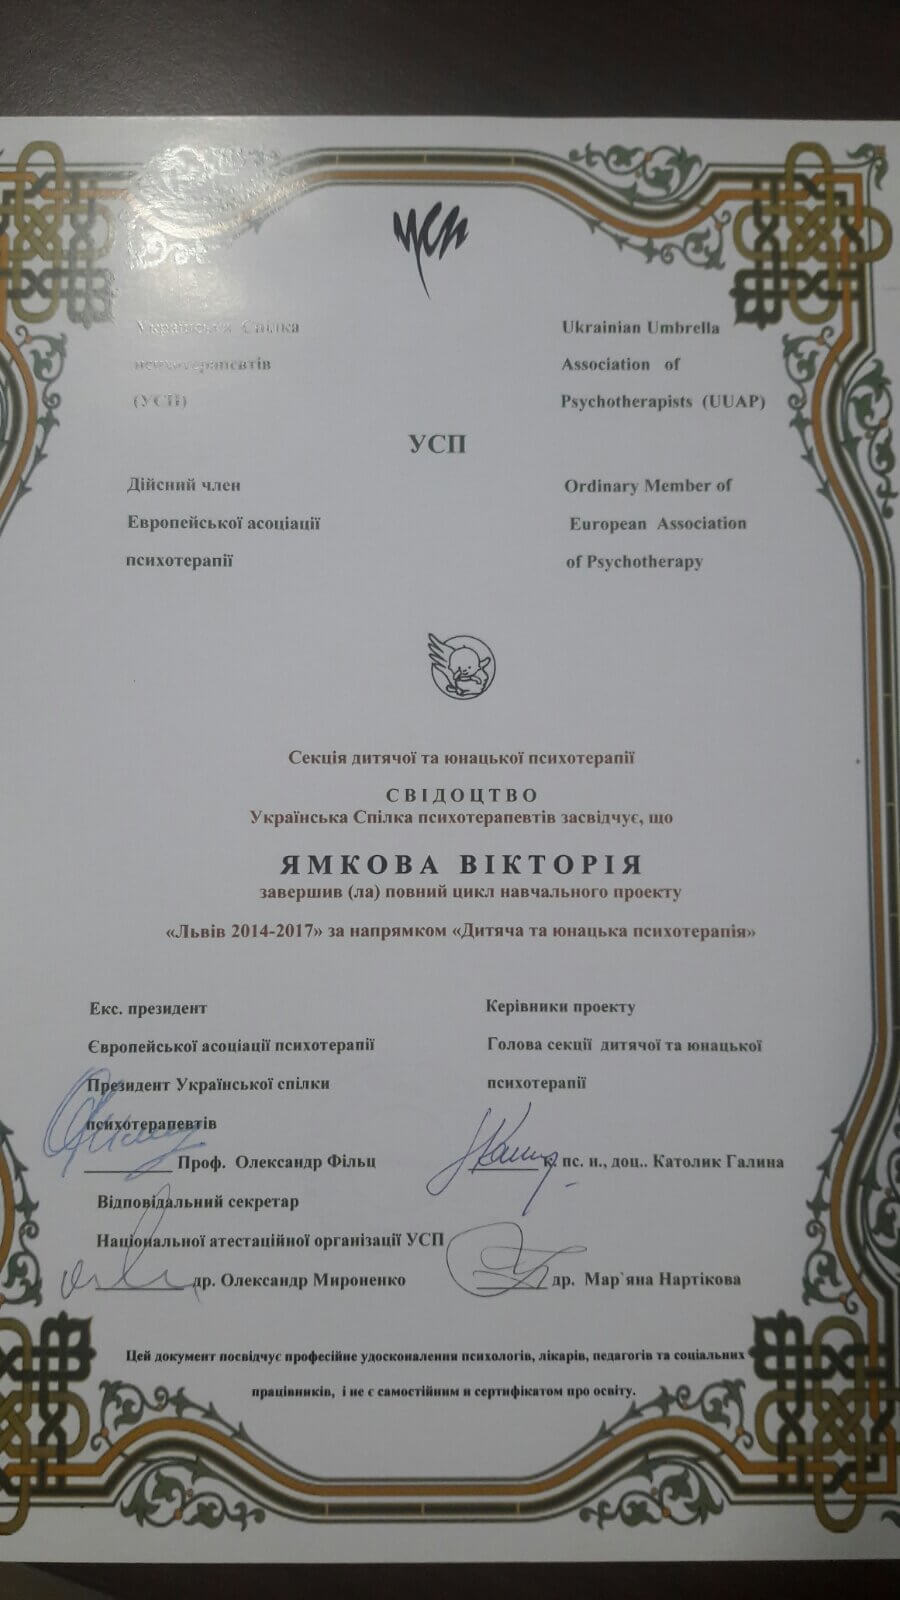 УСП
Українська Спілка
психотерапевтів
(УСП)
Ukrainian Umbrella
Association of
Psychotherapists (UUAP)
УСП
Дійсний член
Европейської асоціації
психотерапії
Ordinary Member of
European Association
of Psychotherapy
Секція дитячої та юнацької психотерапії
СВІДОЦТВО
Українська Спілка психотерапевтів засвідчує, що
ЯМКОВА ВІКТОРІЯ
завершив (ла) повний цикл навчального проекту
«Львів 2014-2017» за напрямком «Дитяча та юнацька психотерапія»
Екс. президент
Європейської асоціації психотерапії
Президент Української спілки
психотерапевтів
Проф. Олександр Фільц
Відповідальний секретар
Національної атестаційної організації УСП
др. Олександр Мироненко
Керівники проекту
Голова секції дитячої та юнацької
психотерапії
к. пс. н., доц.. Католик Галина
др. Мар`яна Нартікова
Цей документ посвідчує професійне удосконалення психологів, лікарів, педагогів та соціальних
працівників, і не є самостійним и сертифікатом про освіту.